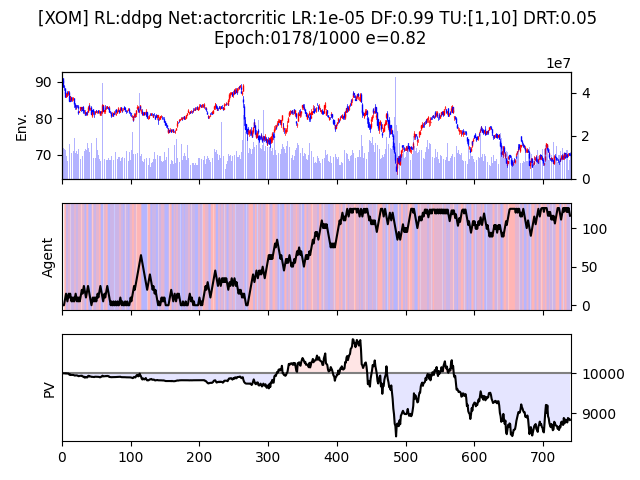 [XOM] RL:ddpg Net:actorcritic LR:1e-05 DF:0.99 TU:[1,10] DRT:0.05
Epoch:0178/1000 e=0.82
1e7
90
80
70
Env.
4
2
0
Agent
100
50
0
PV
10000
9000
0 100 200 300 400 500 600 700